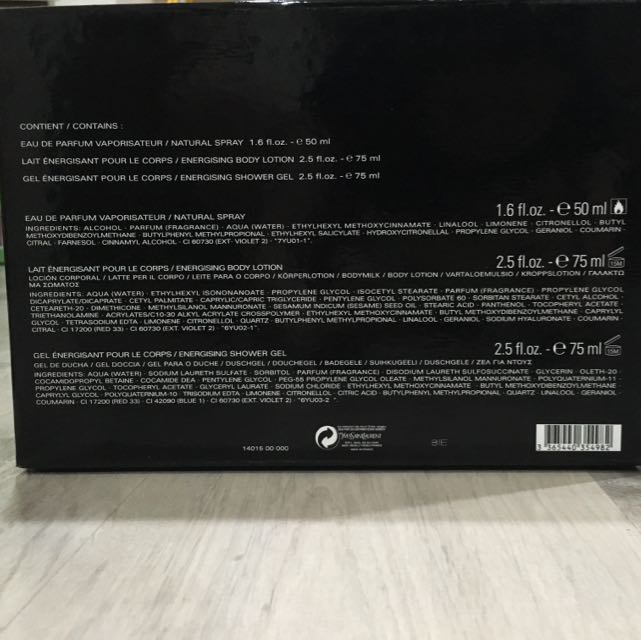 CONTIENT / CONTAINS :
EAU DE PARFUM VAPORISATEUR / NATURAL SPRAY 1.6 fl.oz. - ℮ 50 ml
LAIT ÉNERGISANT POUR LE CORPS / ENERGISING BODY LOTION 2.5 fl.oz. - ℮ 75 ml
GEL ÉNERGISANT POUR LE CORPS / ENERGISING SHOWER GEL 2.5 fl.oz. - ℮ 75 ml
1.6 fl.oz. - ℮ 50 ml
EAU DE PARFUM VAPORISATEUR / NATURAL SPRAY
INGREDIENTS: ALCOHOL · PARFUM (FRAGRANCE) · AQUA (WATER) · ETHYLHEXYL METHOXYCINNAMATE · LINALOOL · LIMONENE · CITRONELLOL · BUTYL
METHOXYDIBENZOYLMETHANE · BUTYLPHENYL METHYLPROPIONAL · ETHYLHEXYL SALICYLATE · HYDROXYCITRONELLAL · PROPYLENE GLYCOL · GERANIOL · COUMARIN ·
CITRAL · FARNESOL · CINNAMYL ALCOHOL · CI 60730 (EXT· VIOLET 2) · "7YU01-1".
2.5 fl.oz. - ℮ 75 ml 15M
LAIT ÉNERGISANT POUR LE CORPS / ENERGISING BODY LOTION
LOCIÓN CORPORAL / LATTE PER IL CORPO / LEITE PARA O CORPO / KÖRPERLOTION / BODYMILK / BODY LOTION / VARTALOEMULSIO / KROPPSLOTION / ΓΑΛΑΚΤΩ
ΜΑ ΣΩΜΑΤΟΣ
INGREDIENTS: AQUA (WATER) · ETHYLHEXYL ISONONANOATE · PROPYLENE GLYCOL · ISOCETYL STEARATE · PARFUM (FRAGRANCE) · PROPYLENE GLYCOL
DICAPRYLATE/DICAPRATE · CETYL PALMITATE · CAPRYLIC/CAPRIC TRIGLYCERIDE · PENTYLENE GLYCOL · POLYSORBATE 60 · SORBITAN STEARATE · CETYL ALCOHOL ·
CETEARETH-20 · DIMETHICONE · METHYLSILANOL MANNURONATE · SESAMUM INDICUM (SESAME) SEED OIL · STEARIC ACID · PANTHENOL · TOCOPHERYL ACETATE ·
TRIETHANOLAMINE · ACRYLATES/C10-30 ALKYL ACRYLATE CROSSPOLYMER · ETHYLHEXYL METHOXYCINNAMATE · BUTYL METHOXYDIBENZOYLMETHANE · CAPRYLYL
GLYCOL · TETRASODIUM EDTA · LIMONENE · CITRONELLOL · QUARTZ · BUTYLPHENYL METHYLPROPIONAL · LINALOOL · GERANIOL · SODIUM HYALURONATE · COUMARIN ·
CITRAL · CI 17200 (RED 33) · CI 60730 (EXT. VIOLET 2) · "6YU02-1".
2.5 fl.oz. - ℮ 75 ml 15M
GEL ÉNERGISANT POUR LE CORPS / ENERGISING SHOWER GEL
GEL DE DUCHA / GEL DOCCIA / GEL PARA O DUCHE / DUSCHGEL / DOUCHEGEL / BADEGELE / SUIHKUGEELI / DUSCHGELE / ΖΕΛ ΓΙΑ ΝΤΟΥΣ
INGREDIENTS: AQUA (WATER) · SODIUM LAURETH SULFATE · SORBITOL · PARFUM (FRAGRANCE) · DISODIUM LAURETH SULFOSUCCINATE · GLYCERIN · OLETH-20 ·
COCAMIDOPROPYL BETAINE · COCAMIDE DEA · PENTYLENE GLYCOL · PEG-55 PROPYLENE GLYCOL OLEATE · METHYLSILANOL MANNURONATE · POLYQUATERNIUM-11 ·
PROPYLENE GLYCOL · TOCOPHERYL ACETATE · GLYCERYL LAURATE · SODIUM CHLORIDE · ETHYLHEXYL METHOXYCINNAMATE · BUTYL METHOXYDIBENZOYLMETHANE ·
CAPRYLYL GLYCOL · POLYQUATERNIUM-10 · TRISODIUM EDTA · LIMONENE · CITRONELLOL · CITRIC ACID · BUTYLPHENYL METHYLPROPIONAL · QUARTZ · LINALOOL · GERANIOL ·
COUMARIN · CI 17200 (RED 33) · CI 42090 (BLUE 1) · CI 60730 (EXT. VIOLET 2) · "6YU03-2".
14016 00 000
YVESSAINTLAURENT
3 365440 354982